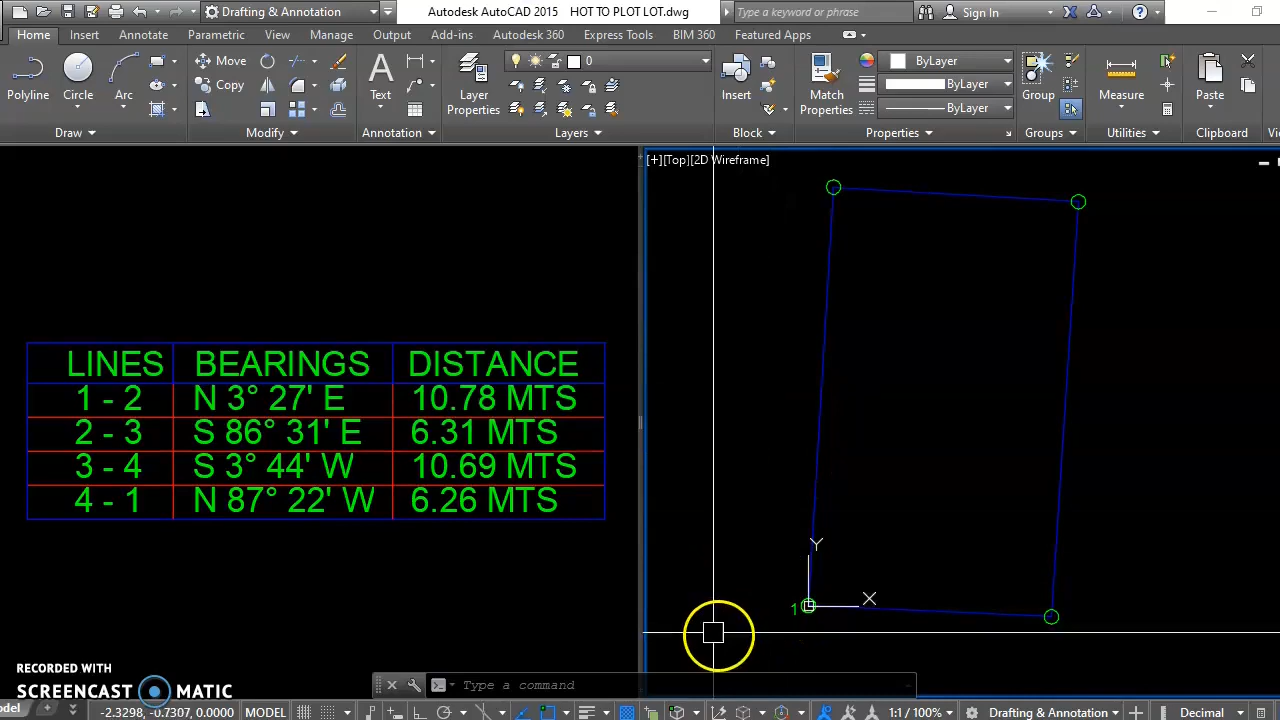 Drafting & Annotation
Autodesk AutoCAD 2015 HOT TO PLOT LOT.dwg
Type a keyword or phrase
Sign In
Home Insert Annotate Parametric View Manage Output Add-ins Autodesk 360 Express Tools BIM 360 Featured Apps
Polyline Circle Arc
Move
Copy
Text
Layer
Properties
0
Insert
Match
Properties
ByLayer
ByLayer
ByLayer
Group
Measure
Paste
Draw Modify Annotation Layers Block Properties Groups Utilities Clipboard
[+][Top][2D Wireframe]
LINES BEARINGS DISTANCE
1 - 2 N 3° 27' E 10.78 MTS
2 - 3 S 86° 31' E 6.31 MTS
3 - 4 S 3° 44' W 10.69 MTS
4 - 1 N 87° 22' W 6.26 MTS
Y
X
1
RECORDED WITH
SCREENCAST MATIC
Type a command
-2.3298, -0.7307, 0.0000 MODEL
1:1 / 100%
Drafting & Annotation
Decimal